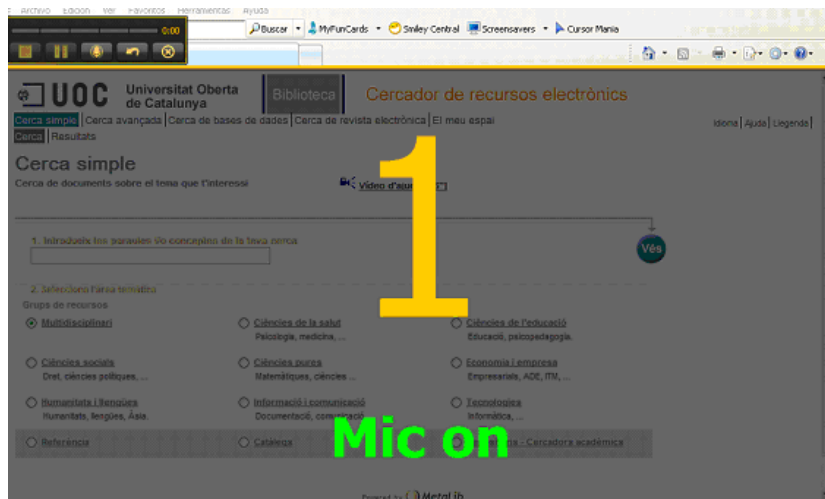 Archivo Edición Ver Favoritos Herramientas Ayuda
0:00
Buscar MyFunCards Smiley Central Screensavers Cursor Mania
UOC Universitat Oberta
de Catalunya
Biblioteca
Cercador de recursos electrònics
Cerca simple Cerca avançada Cerca de bases de dades Cerca de revista electrònica El meu espai
Idioma Ajuda Llegenda
Cerca Resultats
Cerca simple
Cerca de documents sobre el tema que t'interessi
Vídeo
1
1. Introdueix les paraules i/o conceptes de la teva cerca
Vés
2. Selecciona l'àrea temàtica
Grups de recursos
Multidisciplinari
Ciències de la salut
Psicologia, medicina, ...
Ciències de l'educació
Educació, psicopedagogia.
Ciències socials
Dret, ciències polítiques, ...
Ciències pures
Matemàtiques, ciències ...
Economia i empresa
Empresarials, ADE, ITM, ...
Humanitats i llengües
Humanitats, llengües, Àsia.
Informació i comunicació
Documentació, comunicació
Tecnologies
Informàtica, ...
Referència
Catàlegs
- Cercadors acadèmics
Mic on
Powered by MetaLib